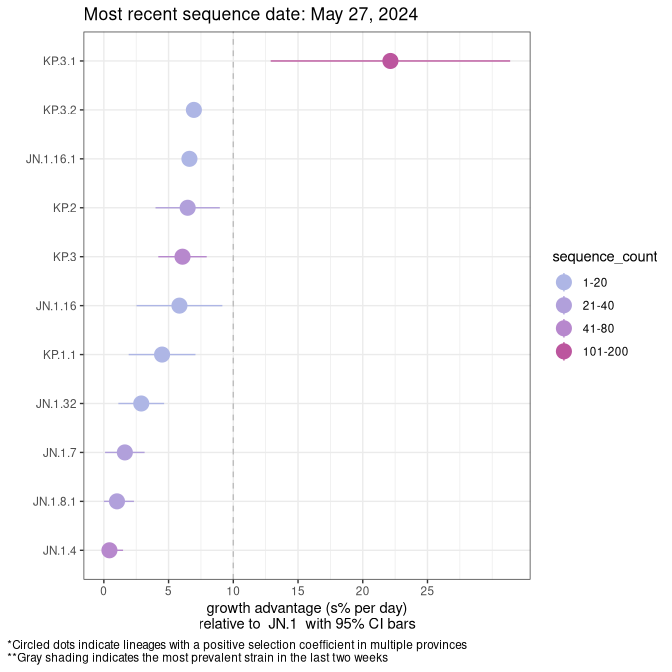 Most recent sequence date: May 27, 2024
KP.3.1
KP.3.2
JN.1.16.1
KP.2
KP.3
JN.1.16
KP.1.1
JN.1.32
JN.1.7
JN.1.8.1
JN.1.4
0 5 10 15 20 25
growth advantage (s% per day)
relative to JN.1 with 95% CI bars
sequence_count
1-20
21-40
41-80
101-200
*Circled dots indicate lineages with a positive selection coefficient in multiple provinces
**Gray shading indicates the most prevalent strain in the last two weeks